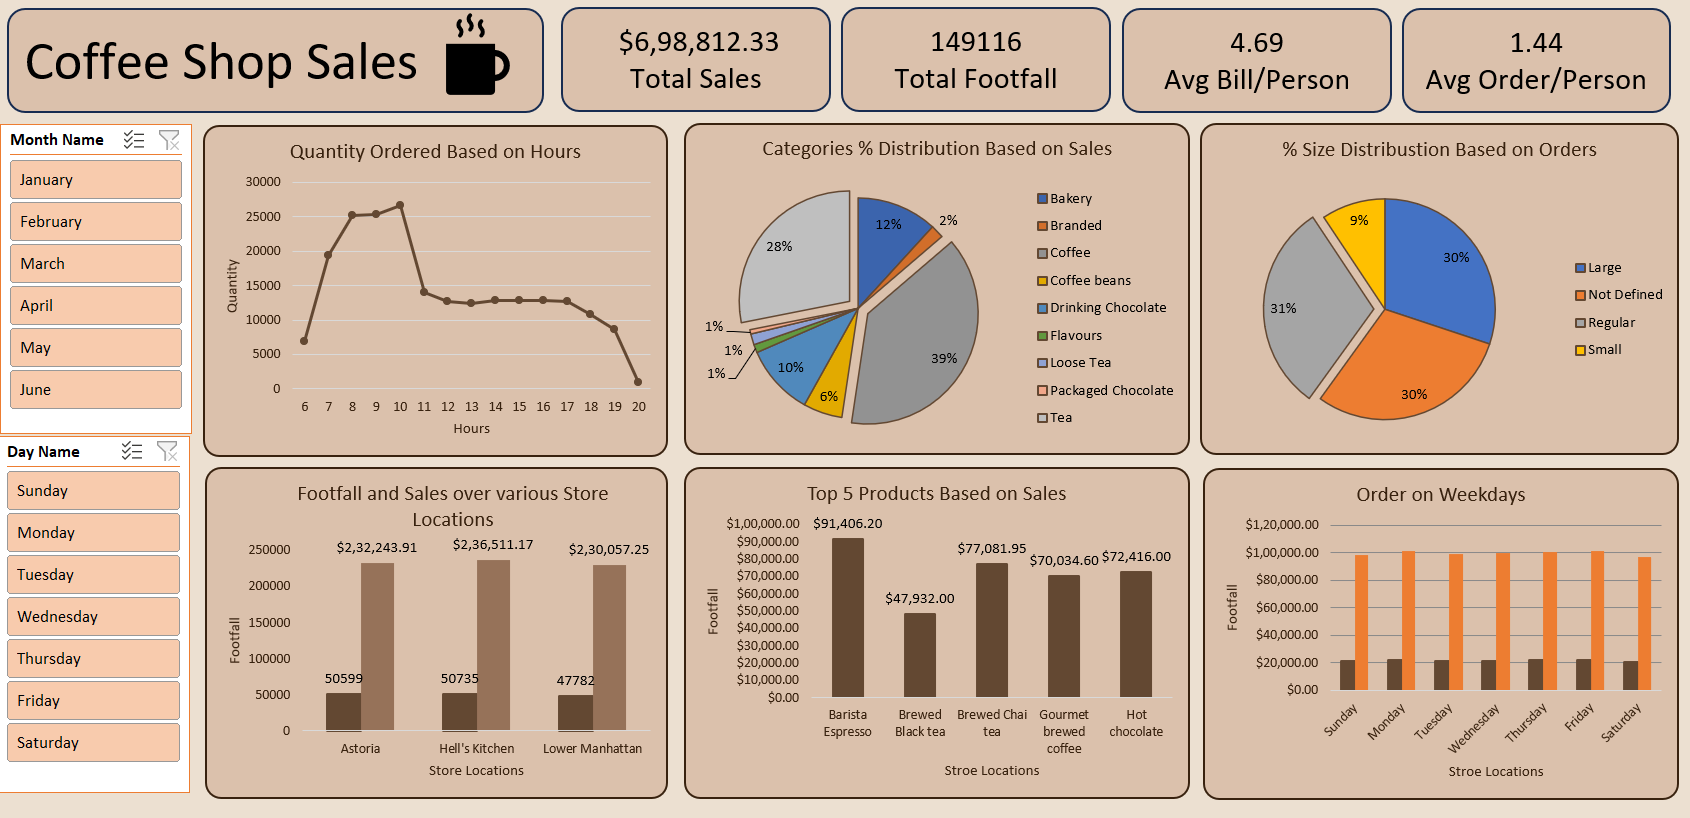 Coffee Shop Sales
$6,98,812.33
Total Sales
149116
Total Footfall
4.69
Avg Bill/Person
1.44
Avg Order/Person
Month Name
January
February
March
April
May
June
Day Name
Sunday
Monday
Tuesday
Wednesday
Thursday
Friday
Saturday
Quantity Ordered Based on Hours
30000
25000
20000
15000
10000
5000
0
Quantity
6 7 8 9 10 11 12 13 14 15 16 17 18 19 20
Hours
Categories % Distribution Based on Sales
12%
2%
39%
6%
10%
1%
1%
1%
28%
Bakery
Branded
Coffee
Coffee beans
Drinking Chocolate
Flavours
Loose Tea
Packaged Chocolate
Tea
% Size Distribustion Based on Orders
9%
30%
31%
30%
Large
Not Defined
Regular
Small
Footfall and Sales over various Store
Locations
250000
200000
150000
100000
50000
0
Footfall
$2,32,243.91
$2,36,511.17
$2,30,057.25
50599
50735
47782
Astoria
Hell's Kitchen
Lower Manhattan
Store Locations
Top 5 Products Based on Sales
$1,00,000.00
$90,000.00
$80,000.00
$70,000.00
$60,000.00
$50,000.00
$40,000.00
$30,000.00
$20,000.00
$10,000.00
$0.00
Footfall
$91,406.20
$47,932.00
$77,081.95
$70,034.60
$72,416.00
Barista
Espresso
Brewed
Black tea
Brewed Chai
tea
Gourmet
brewed
coffee
Hot
chocolate
Stroe Locations
Order on Weekdays
$1,20,000.00
$1,00,000.00
$80,000.00
$60,000.00
$40,000.00
$20,000.00
$0.00
Footfall
Sunday
Monday
Tuesday
Wednesday
Thursday
Friday
Saturday
Stroe Locations